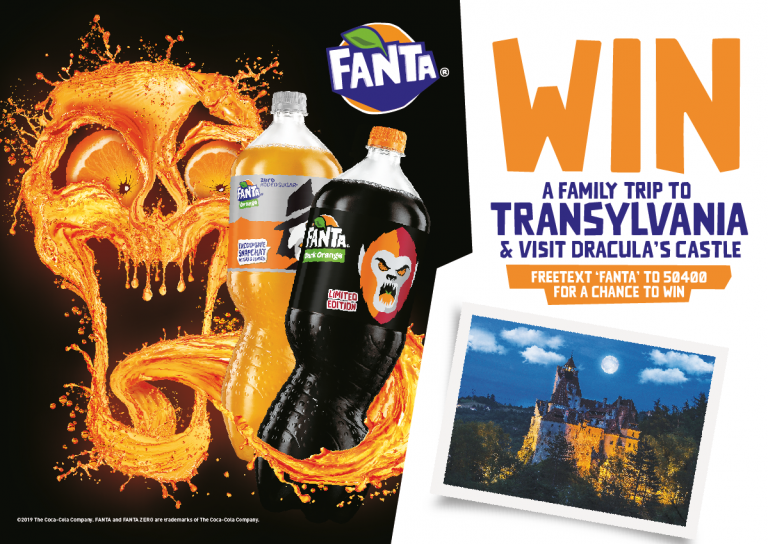 FANTA®
WIN
A FAMILY TRIP TO
TRANSYLVANIA
& VISIT DRACULA'S CASTLE
FREETEXT 'FANTA' TO 50400
FOR A CHANCE TO WIN
FANTA
zero
Orange
SNAPCHAT
FANTA
Dark Orange
LIMITED
EDITION
©2019 The Coca-Cola Company. FANTA and FANTA ZERO are trademarks of The Coca-Cola Company.